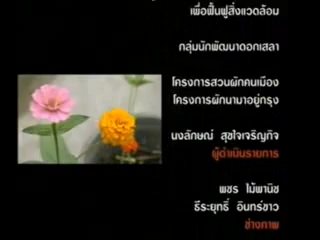 เพื่อฟื้นฟูสิ่งแวดล้อม
กลุ่มนักพัฒนาดอกเสลา
โครงการสวนผักคนเมือง
โครงการผักนามาอยู่กรุง
นงลักษณ์ สุขใจเจริญกิจ
ผู้ดำเนินรายการ
พชร ไม้พานิช
ธีระยุทธิ์ อินทร์ขาว
ช่างภาพ